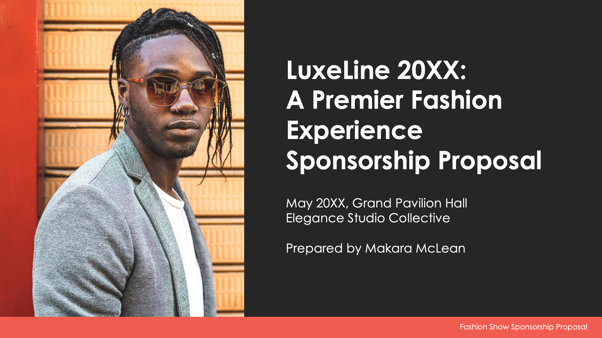 LuxeLine 20XX:
A Premier Fashion
Experience
Sponsorship Proposal
May 20XX, Grand Pavilion Hall
Elegance Studio Collective
Prepared by Makara McLean
Fashion Show Sponsorship Proposal